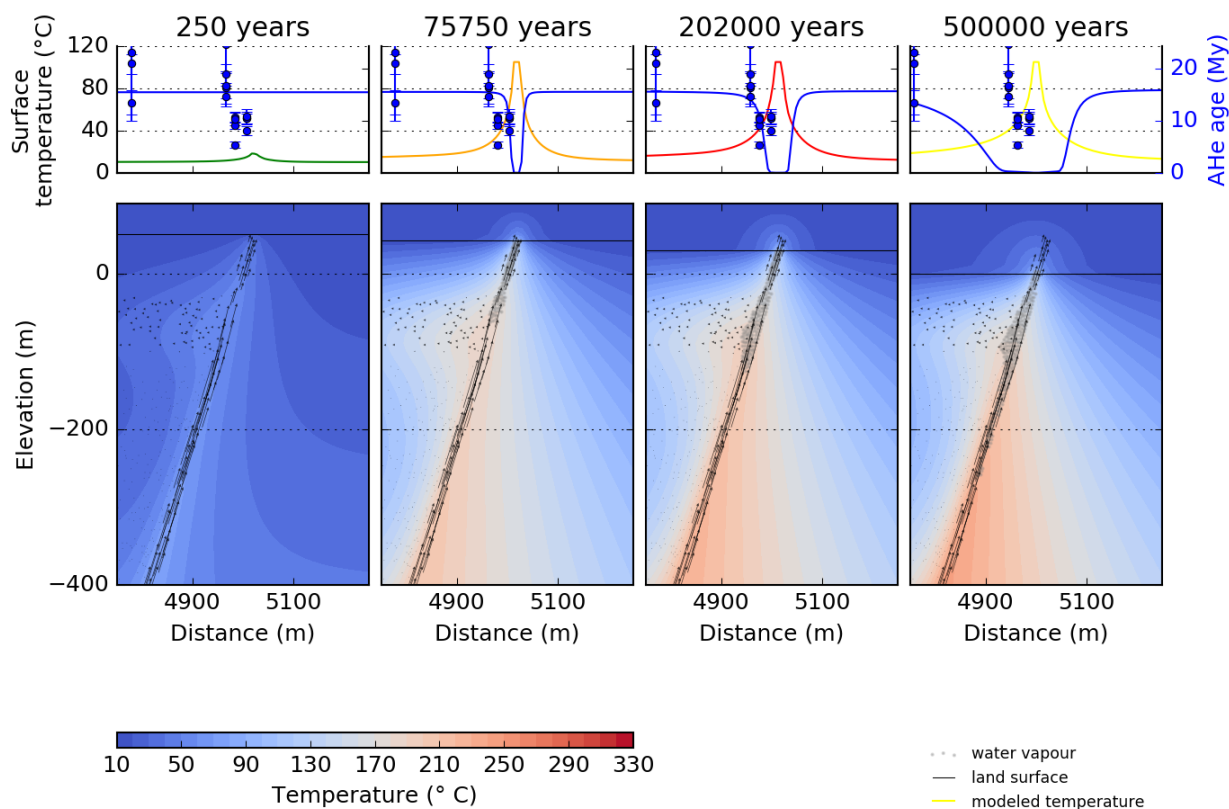 250 years 75750 years 202000 years 500000 years
Surface
temperature (°C)
120
80
40
0
20
10
0
AHe age (My)
Elevation (m)
0
−200
−400
4900 5100 4900 5100 4900 5100 4900 5100
Distance (m) Distance (m) Distance (m) Distance (m)
10 50 90 130 170 210 250 290 330
Temperature (° C)
water vapour
land surface
modeled temperature